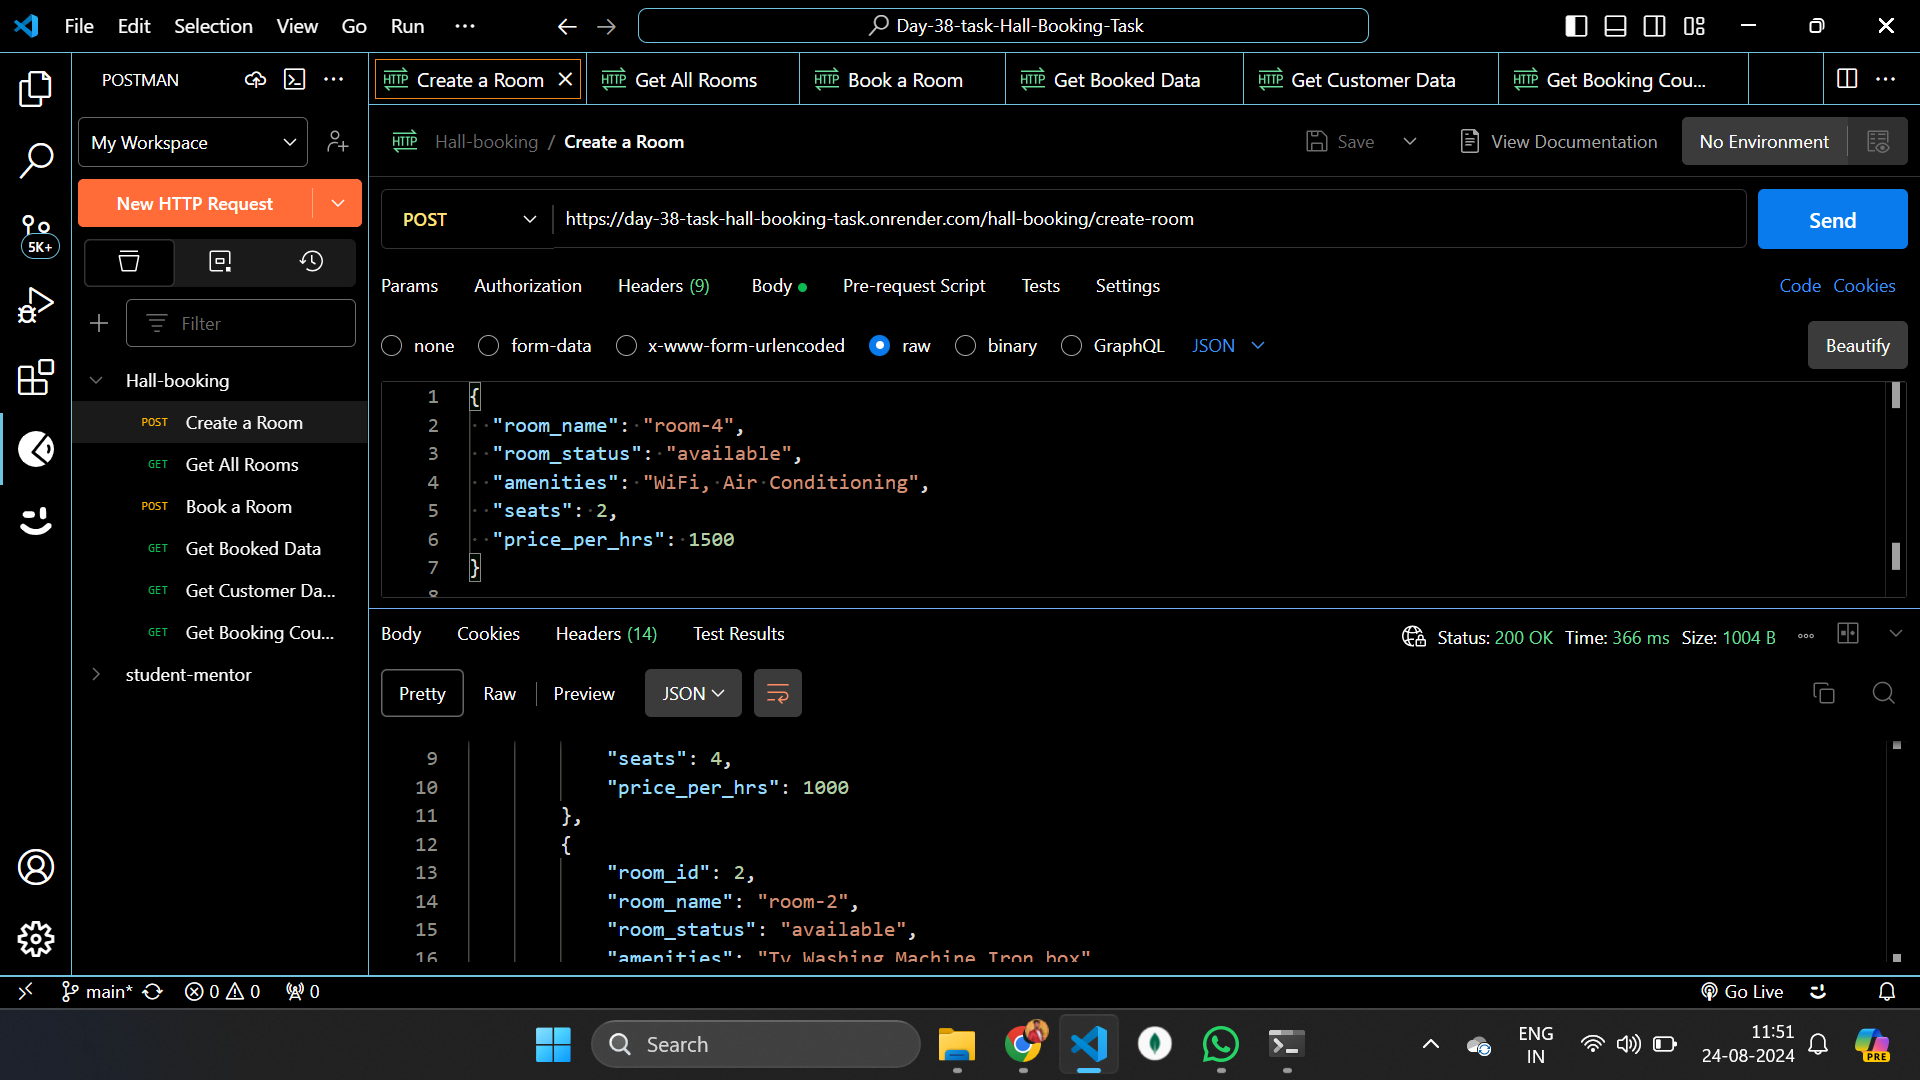 File Edit Selection View Go Run ··· Day-38-task-Hall-Booking-Task
POSTMAN
HTTP Create a Room
HTTP Get All Rooms
HTTP Book a Room
HTTP Get Booked Data
HTTP Get Customer Data
HTTP Get Booking Cou...
My Workspace
HTTP Hall-booking / Create a Room
Save
View Documentation
No Environment
New HTTP Request
POST
https://day-38-task-hall-booking-task.onrender.com/hall-booking/create-room
Send
5K+
Params Authorization Headers (9) Body Pre-request Script Tests Settings
Code Cookies
Filter
none form-data x-www-form-urlencoded raw binary GraphQL JSON
Beautify
Hall-booking
POST Create a Room
GET Get All Rooms
POST Book a Room
GET Get Booked Data
GET Get Customer Da...
GET Get Booking Cou...
student-mentor
1 {
2 "room_name": "room-4",
3 "room_status": "available",
4 "amenities": "WiFi, Air Conditioning",
5 "seats": 2,
6 "price_per_hrs": 1500
7 }
8
Body Cookies Headers (14) Test Results
Status: 200 OK Time: 366 ms Size: 1004 B
Pretty Raw Preview JSON
9 "seats": 4,
10 "price_per_hrs": 1000
11 },
12 {
13 "room_id": 2,
14 "room_name": "room-2",
15 "room_status": "available",
16 "amenities": "Tv Washing Machine Iron box"
main* 0 0 0
Go Live
Search
ENG
IN
11:51
24-08-2024
PRE